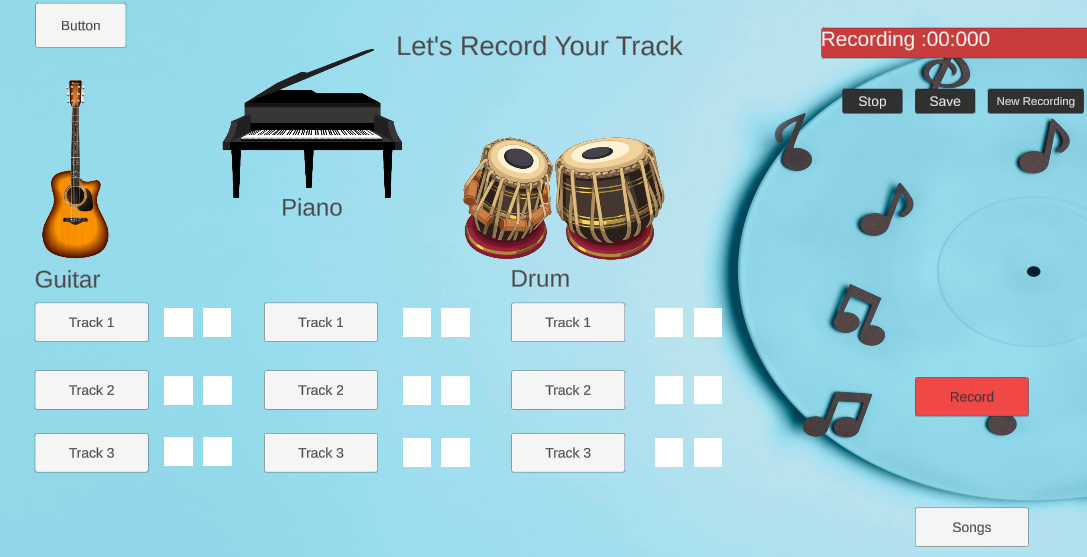 Button
Let's Record Your Track
Recording :00:000
Stop
Save
New Recording
Piano
Guitar
Drum
Track 1
Track 1
Track 1
Track 2
Track 2
Track 2
Record
Track 3
Track 3
Track 3
Songs